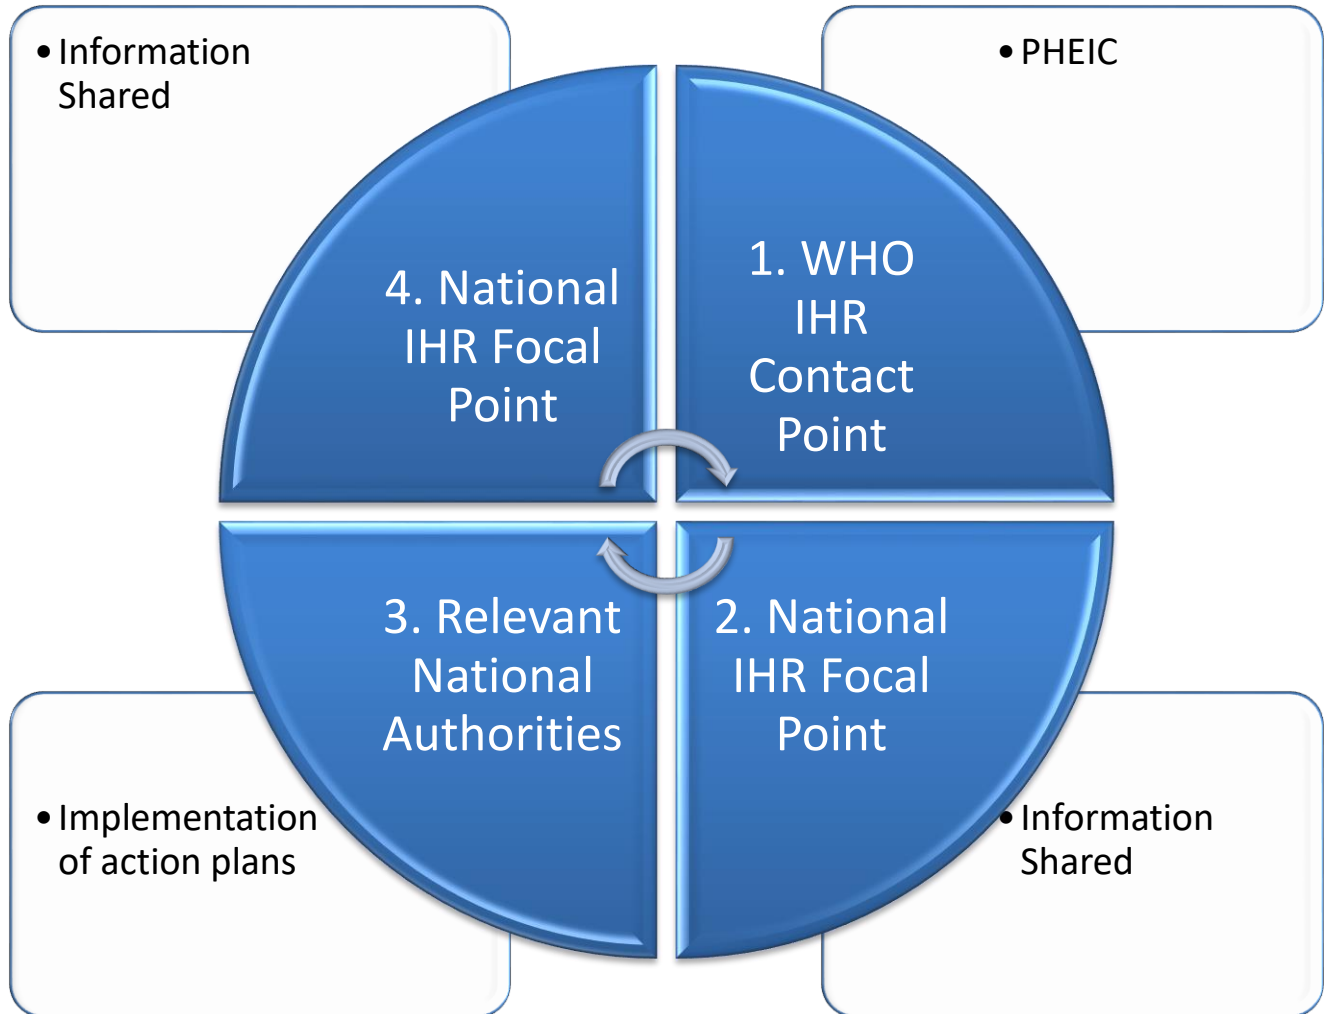 • Information
Shared
• PHEIC
4. National
IHR Focal
Point
1. WHO
IHR
Contact
Point
3. Relevant
National
Authorities
2. National
IHR Focal
Point
• Implementation
of action plans
• Information
Shared